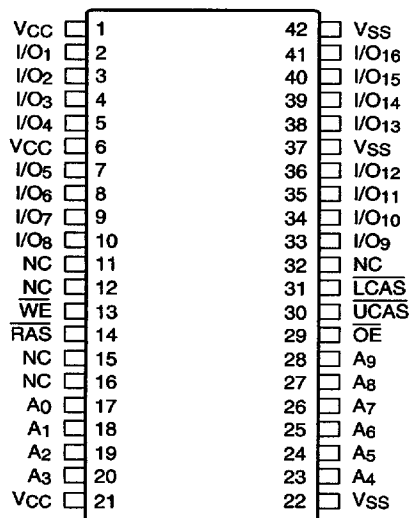 VCC 1 42 VSS
I/O1 2 41 I/O16
I/O2 3 40 I/O15
I/O3 4 39 I/O14
I/O4 5 38 I/O13
VCC 6 37 VSS
I/O5 7 36 I/O12
I/O6 8 35 I/O11
I/O7 9 34 I/O10
I/O8 10 33 I/O9
NC 11 32 NC
NC 12 31 LCAS
WE 13 30 UCAS
RAS 14 29 OE
NC 15 28 A9
NC 16 27 A8
A0 17 26 A7
A1 18 25 A6
A2 19 24 A5
A3 20 23 A4
VCC 21 22 VSS